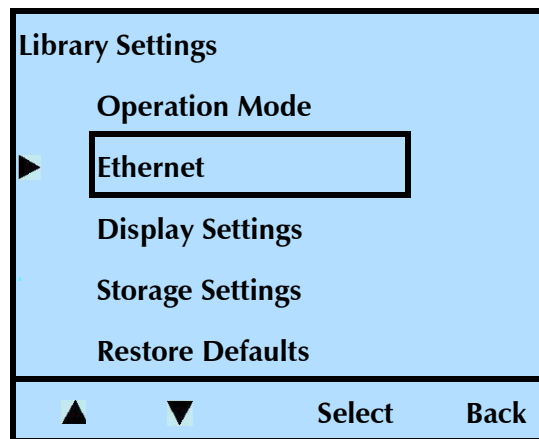 Library Settings
Operation Mode
Ethernet
Display Settings
Storage Settings
Restore Defaults
Select Back